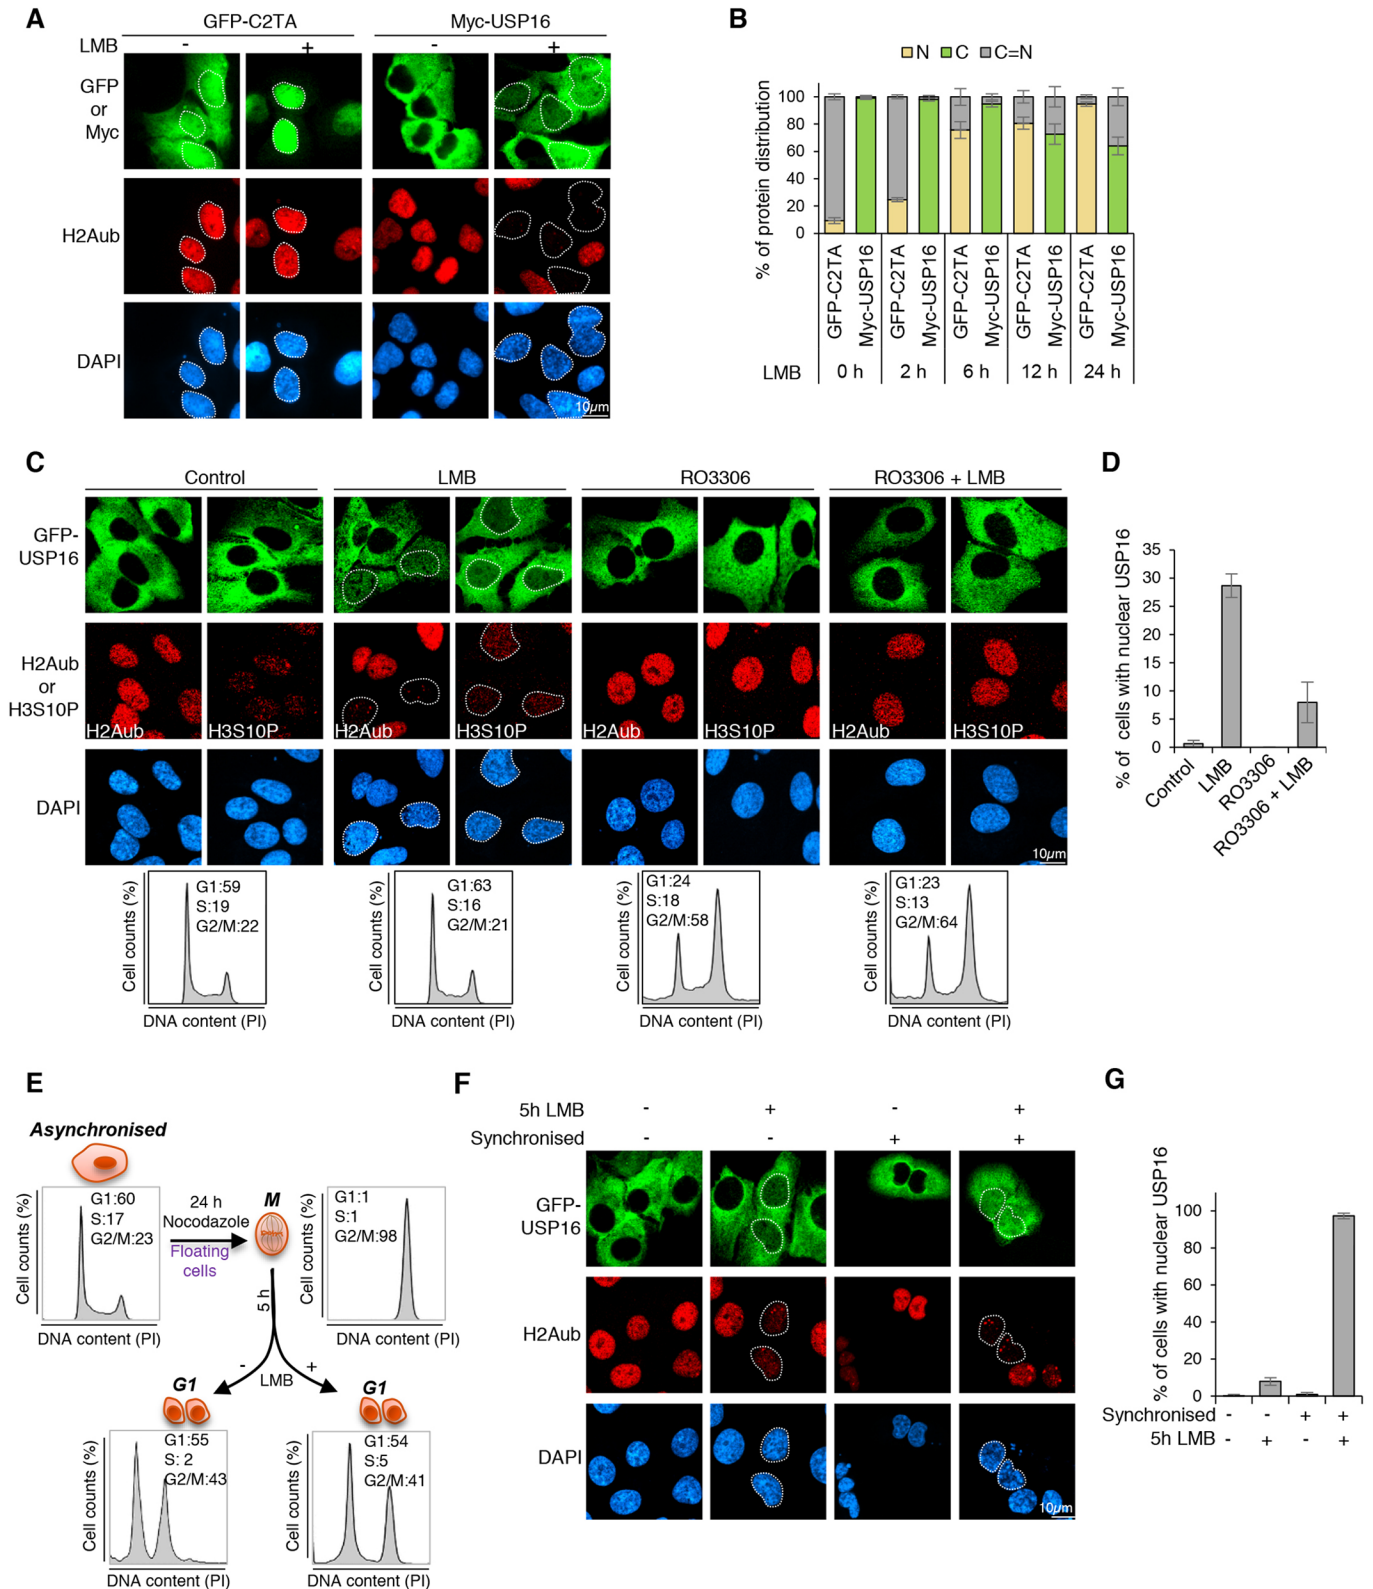 A
GFP-C2TA
Myc-USP16
LMB - + - +
GFP
or
Myc
H2Aub
DAPI
10µm
B
N C C=N
% of protein distribution
100
80
60
40
20
0
GFP-C2TA
Myc-USP16
GFP-C2TA
Myc-USP16
GFP-C2TA
Myc-USP16
GFP-C2TA
Myc-USP16
GFP-C2TA
Myc-USP16
LMB 0 h 2 h 6 h 12 h 24 h
C
Control LMB RO3306 RO3306 + LMB
GFP-
USP16
H2Aub
or
H3S10P
H2Aub H3S10P H2Aub H3S10P H2Aub H3S10P H2Aub H3S10P
DAPI
10µm
Cell counts (%)
G1:59
S:19
G2/M:22
DNA content (PI)
Cell counts (%)
G1:63
S:16
G2/M:21
DNA content (PI)
Cell counts (%)
G1:24
S:18
G2/M:58
DNA content (PI)
Cell counts (%)
G1:23
S:13
G2/M:64
DNA content (PI)
D
% of cells with nuclear USP16
35
30
25
20
15
10
5
0
Control
LMB
RO3306
RO3306 + LMB
E
Asynchronised
Cell counts (%)
G1:60
S:17
G2/M:23
DNA content (PI)
24 h
Nocodazole
Floating
cells
M
Cell counts (%)
G1:1
S:1
G2/M:98
DNA content (PI)
5 h
- +
LMB
G1
Cell counts (%)
G1:55
S: 2
G2/M:43
DNA content (PI)
G1
Cell counts (%)
G1:54
S:5
G2/M:41
DNA content (PI)
F
5h LMB - + - +
Synchronised - - + +
GFP-
USP16
H2Aub
DAPI
10µm
G
% of cells with nuclear USP16
100
80
60
40
20
0
Synchronised - - + +
5h LMB - + - +